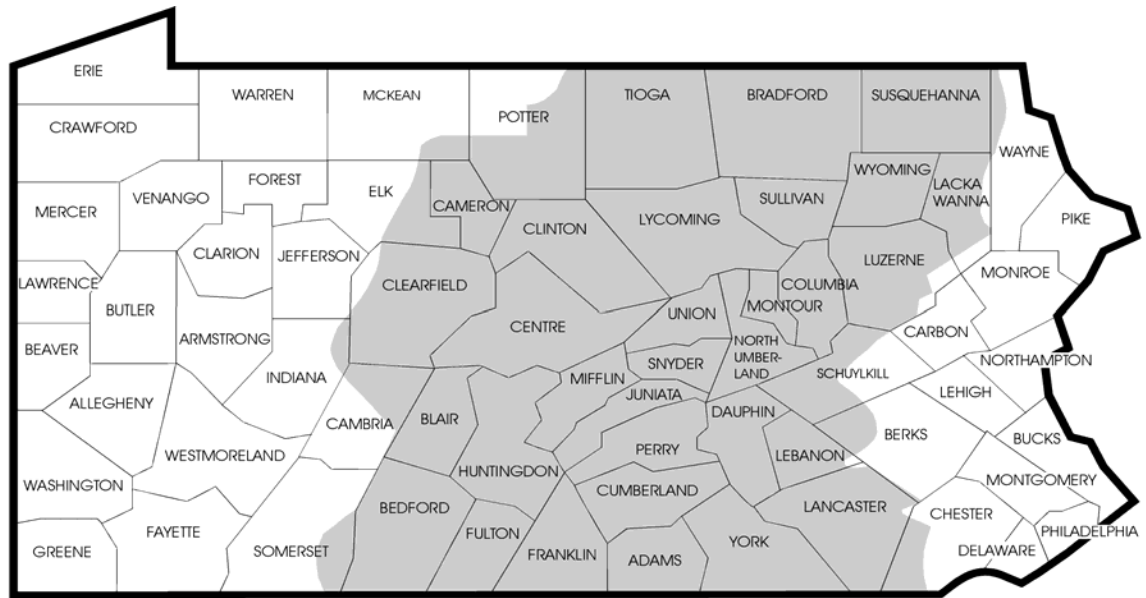 ERIE
WARREN
MCKEAN
POTTER
TIOGA
BRADFORD
SUSQUEHANNA
CRAWFORD
WAYNE
FOREST
VENANGO
ELK
CAMERON
WYOMING
LACKA
WANNA
SULLIVAN
MERCER
LYCOMING
PIKE
CLINTON
CLARION
JEFFERSON
LUZERNE
MONROE
LAWRENCE
CLEARFIELD
COLUMBIA
BUTLER
MONTOUR
UNION
CENTRE
CARBON
ARMSTRONG
NORTH
UMBER-
LAND
BEAVER
NORTHAMPTON
SNYDER
SCHUYLKILL
INDIANA
MIFFLIN
LEHIGH
JUNIATA
ALLEGHENY
DAUPHIN
BLAIR
CAMBRIA
BERKS
BUCKS
PERRY
LEBANON
WESTMORELAND
HUNTINGDON
MONTGOMERY
WASHINGTON
CUMBERLAND
LANCASTER
BEDFORD
CHESTER
FAYETTE
FULTON
PHILADELPHIA
YORK
GREENE
SOMERSET
FRANKLIN
ADAMS
DELAWARE